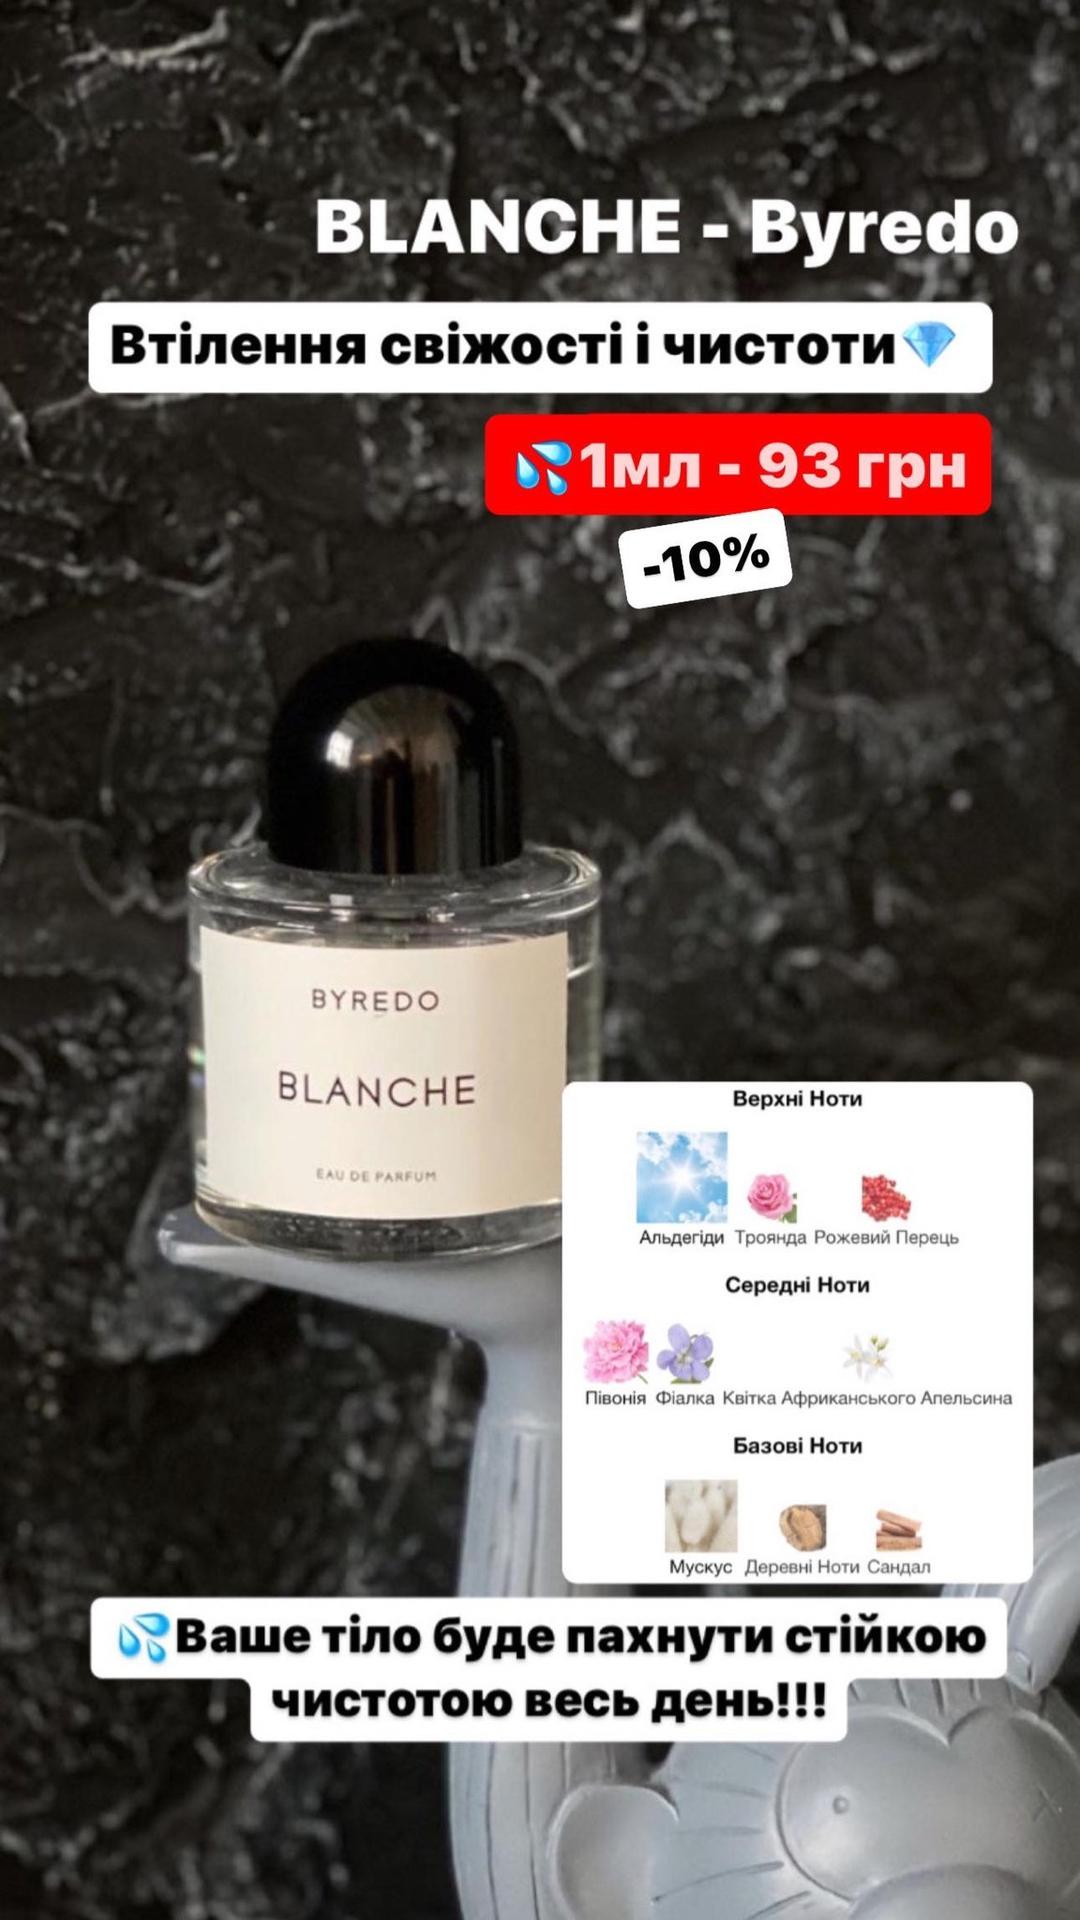 BLANCHE - Byredo
Втілення свіжості і чистоти💎
💦1мл - 93 грн
-10%
BYREDO
BLANCHE
EAU DE PARFUM
Верхні Ноти
Альдегіди Троянда Рожевий Перець
Середні Ноти
Півонія Фіалка Квітка Африканського Апельсина
Базові Ноти
Мускус Деревні Ноти Сандал
💦Ваше тіло буде пахнути стійкою
чистотою весь день!!!